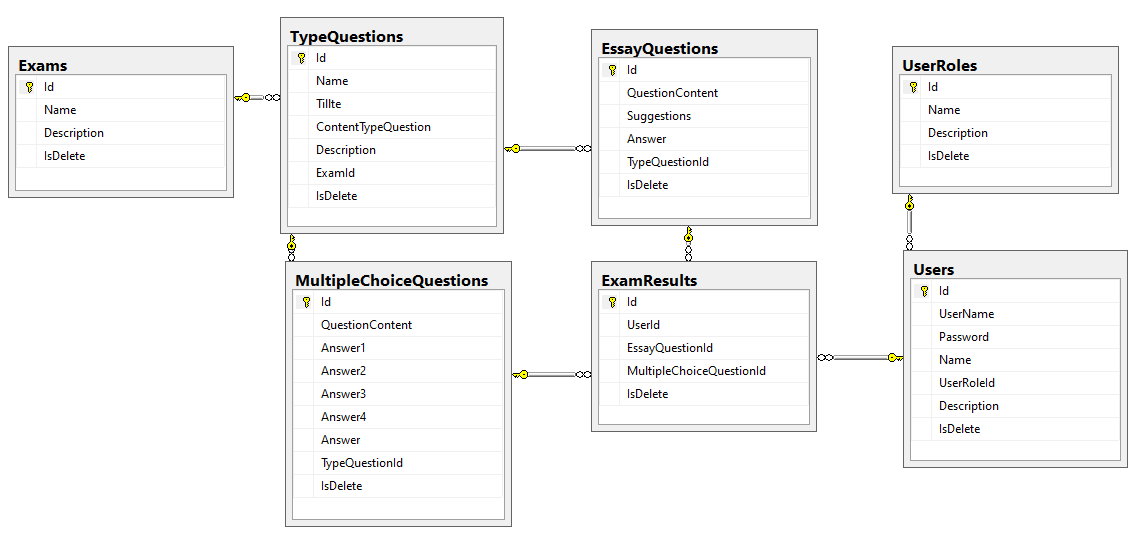 Exams
Id
Name
Description
IsDelete
TypeQuestions
Id
Name
Tillte
ContentTypeQuestion
Description
ExamId
IsDelete
EssayQuestions
Id
QuestionContent
Suggestions
Answer
TypeQuestionId
IsDelete
UserRoles
Id
Name
Description
IsDelete
MultipleChoiceQuestions
Id
QuestionContent
Answer1
Answer2
Answer3
Answer4
Answer
TypeQuestionId
IsDelete
ExamResults
Id
UserId
EssayQuestionId
MultipleChoiceQuestionId
IsDelete
Users
Id
UserName
Password
Name
UserRoleId
Description
IsDelete